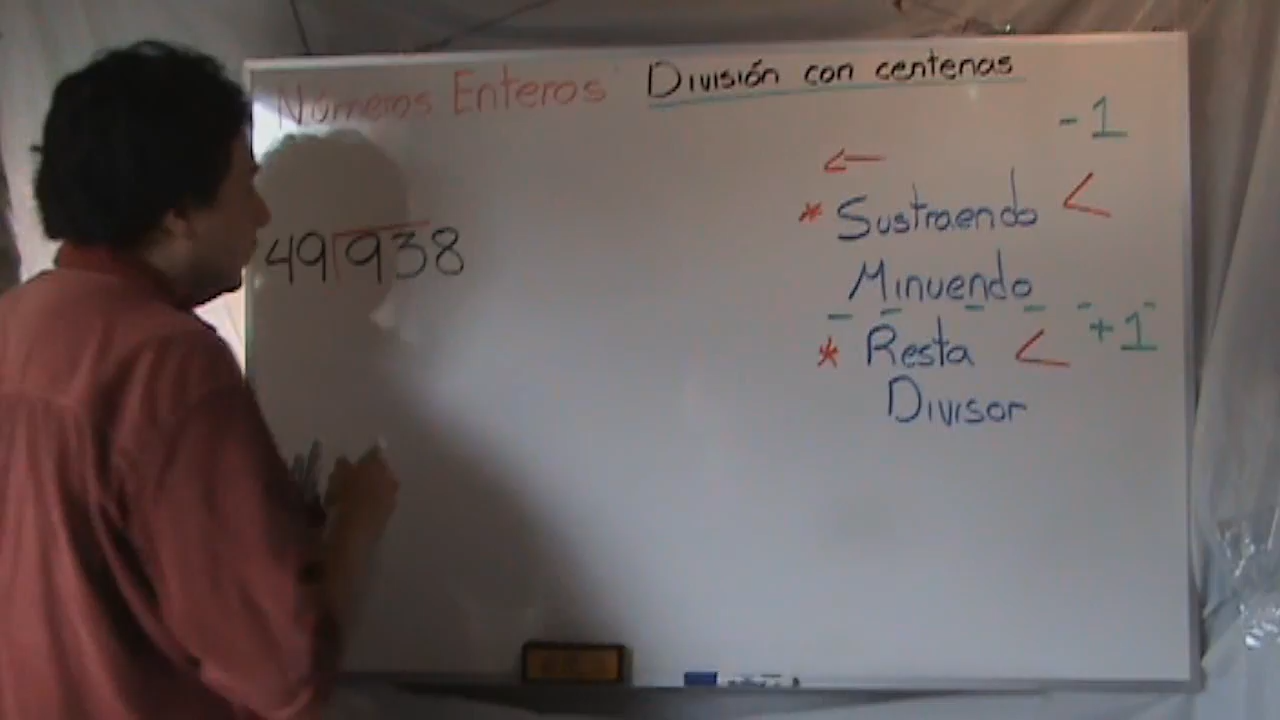 Números Enteros División con centenas
49 938
-1
←
* Sustraendo <
Minuendo
* Resta < +1
Divisor